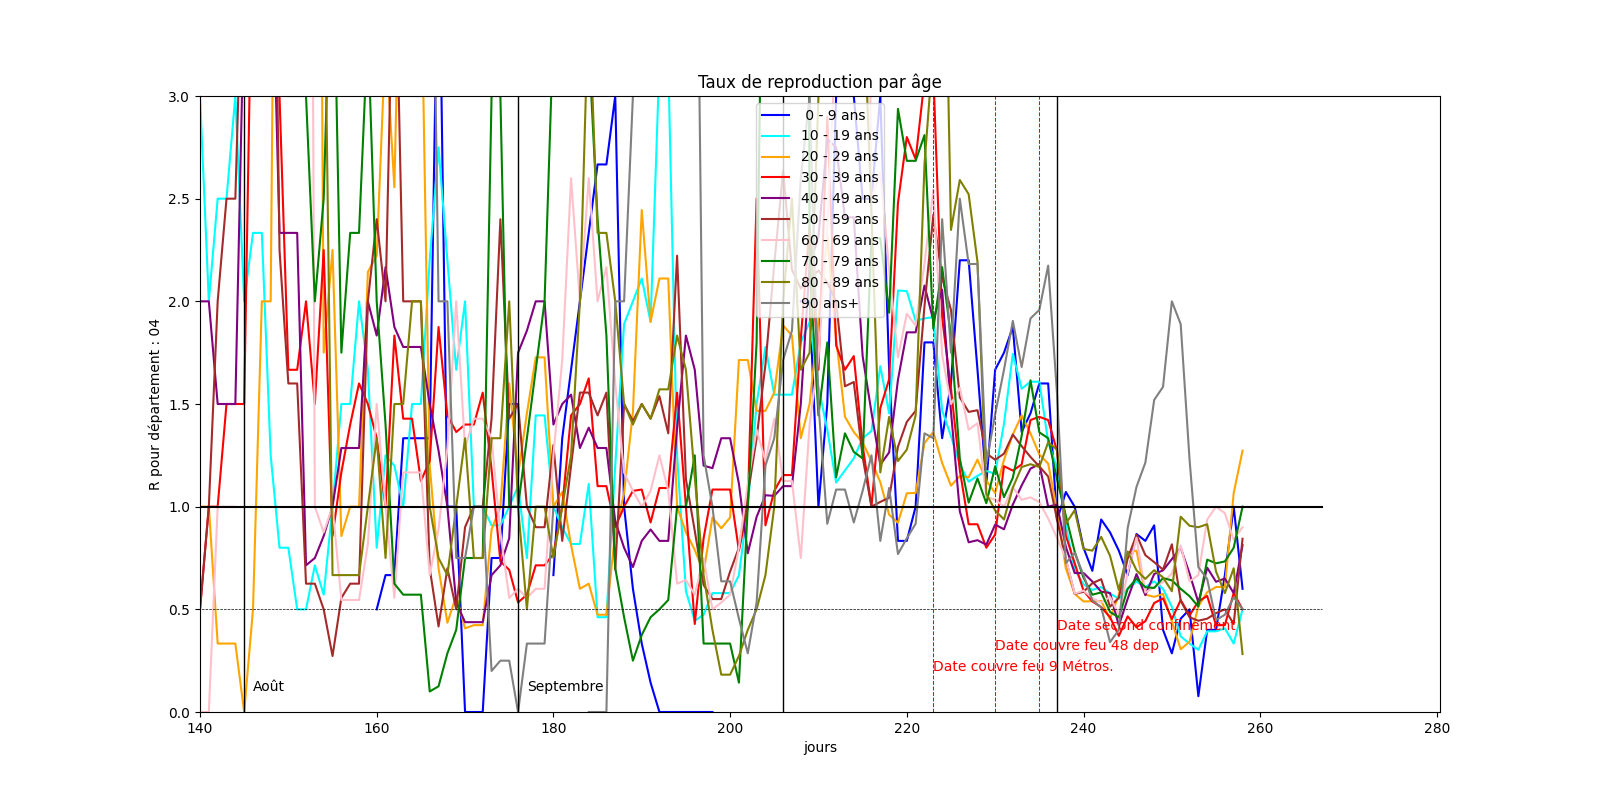 Taux de reproduction par âge
R pour département : 04
3.0
2.5
2.0
1.5
1.0
0.5
0.0
0 - 9 ans
10 - 19 ans
20 - 29 ans
30 - 39 ans
40 - 49 ans
50 - 59 ans
60 - 69 ans
70 - 79 ans
80 - 89 ans
90 ans+
Date second confinement
Date couvre feu 48 dep
Date couvre feu 9 Métros.
Août
Septembre
140
160
180
200
220
240
260
280
jours